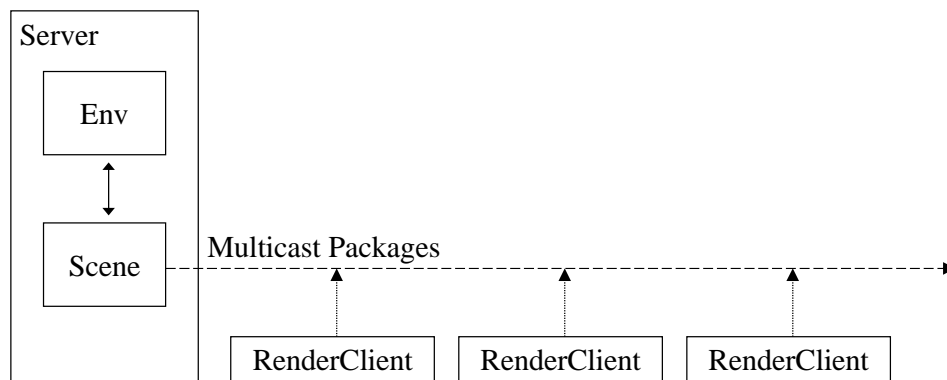 Server
Env
Scene
Multicast Packages
RenderClient
RenderClient
RenderClient